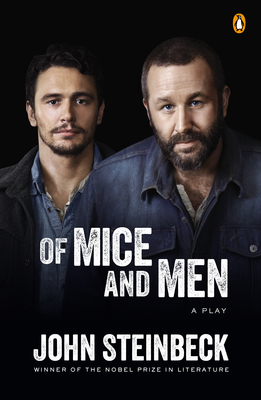 OF MICE
AND MEN
A PLAY
JOHN STEINBECK
WINNER OF THE NOBEL PRIZE IN LITERATURE